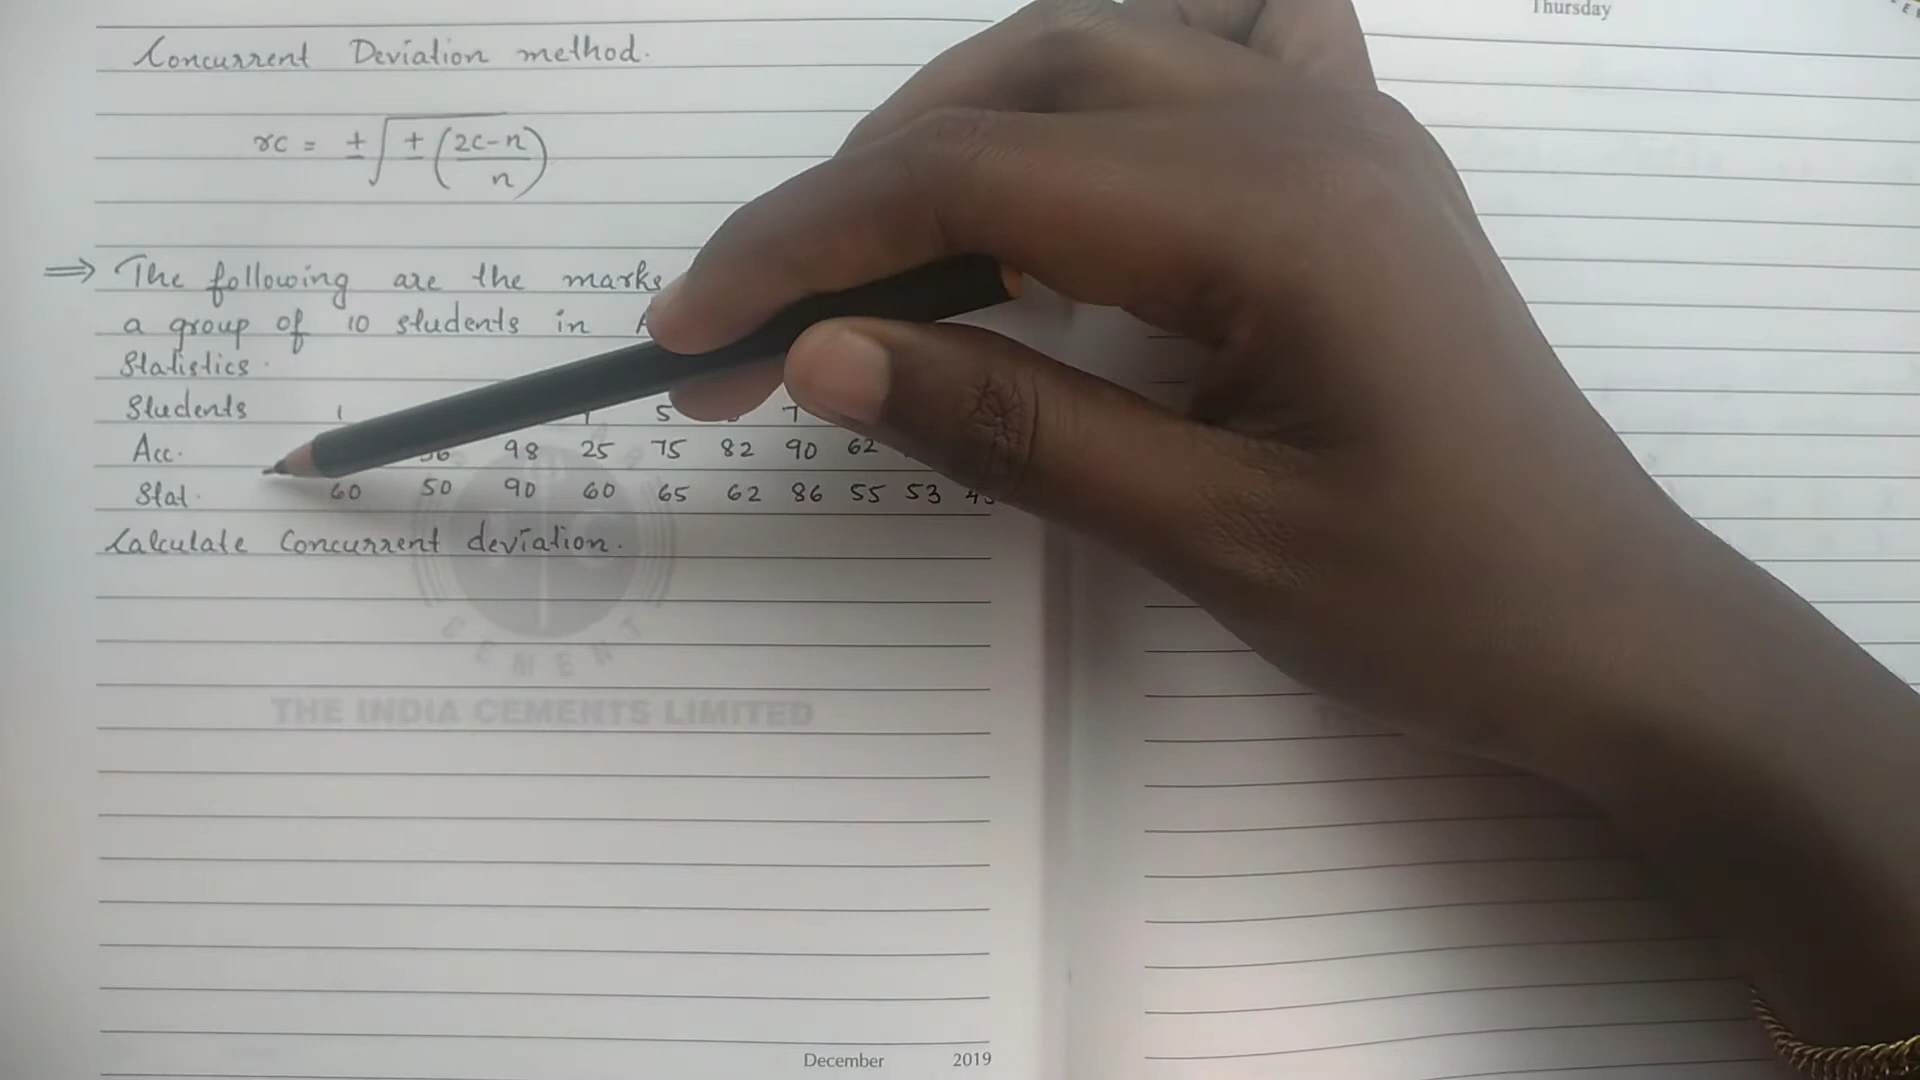 Thursday
Concurrent Deviation method.
rc = ± √ ± (2c-n / n)
⇒ The following are the marks
a group of 10 students in
Statistics.
Students 1 5 7
Acc. 98 25 75 82 90 62
Stat. 60 50 90 60 65 62 86 55 53
Calculate Concurrent deviation.
CEMENT
THE INDIA CEMENTS LIMITED
December 2019